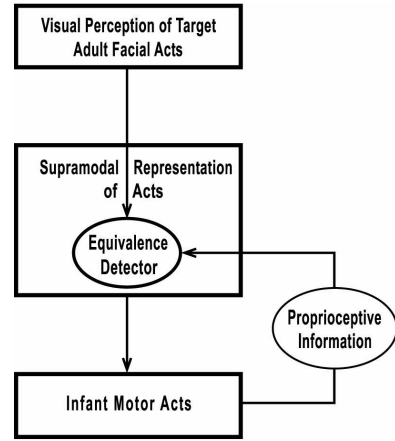 Visual Perception of Target
Adult Facial Acts
Supramodal Representation
of Acts
Equivalence
Detector
Proprioceptive
Information
Infant Motor Acts